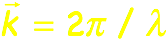 k⃗ = 2π / λ